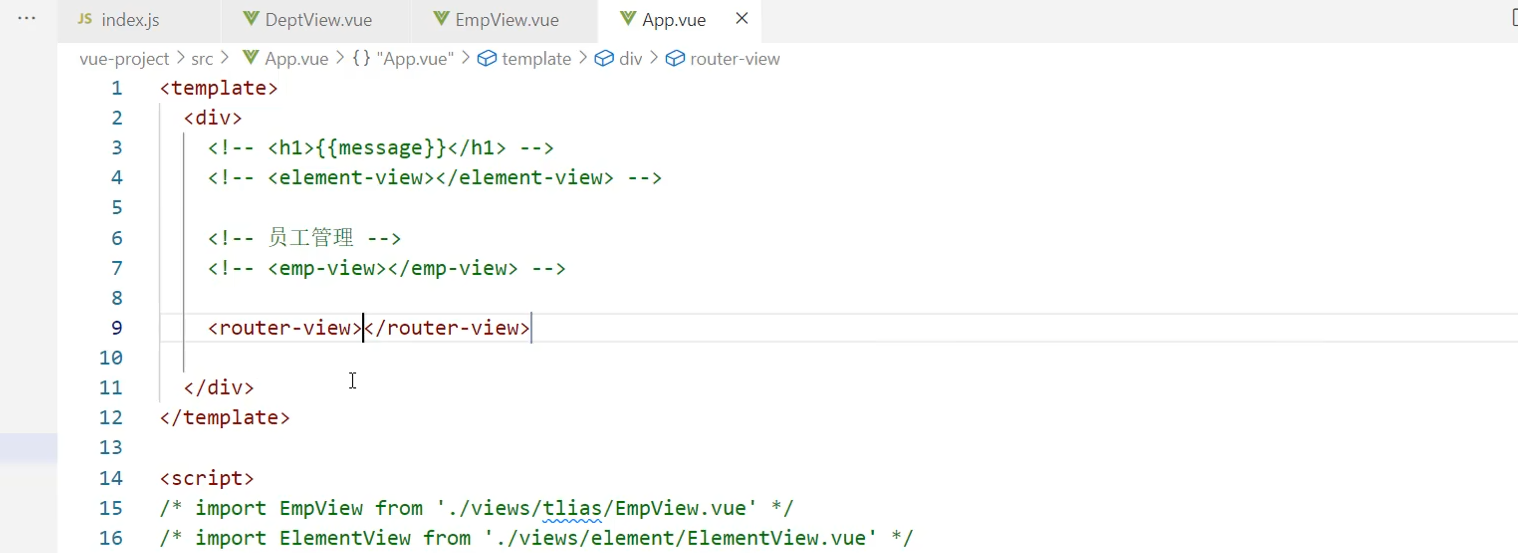 ··· JS index.js DeptView.vue EmpView.vue App.vue ×
vue-project > src > App.vue > {} "App.vue" > template > div > router-view
1 <template>
2 <div>
3 <!-- <h1>{{message}}</h1> -->
4 <!-- <element-view></element-view> -->
5
6 <!-- 员工管理 -->
7 <!-- <emp-view></emp-view> -->
8
9 <router-view></router-view>
10
11 </div>
12 </template>
13
14 <script>
15 /* import EmpView from './views/tlias/EmpView.vue' */
16 /* import ElementView from './views/element/ElementView.vue' */